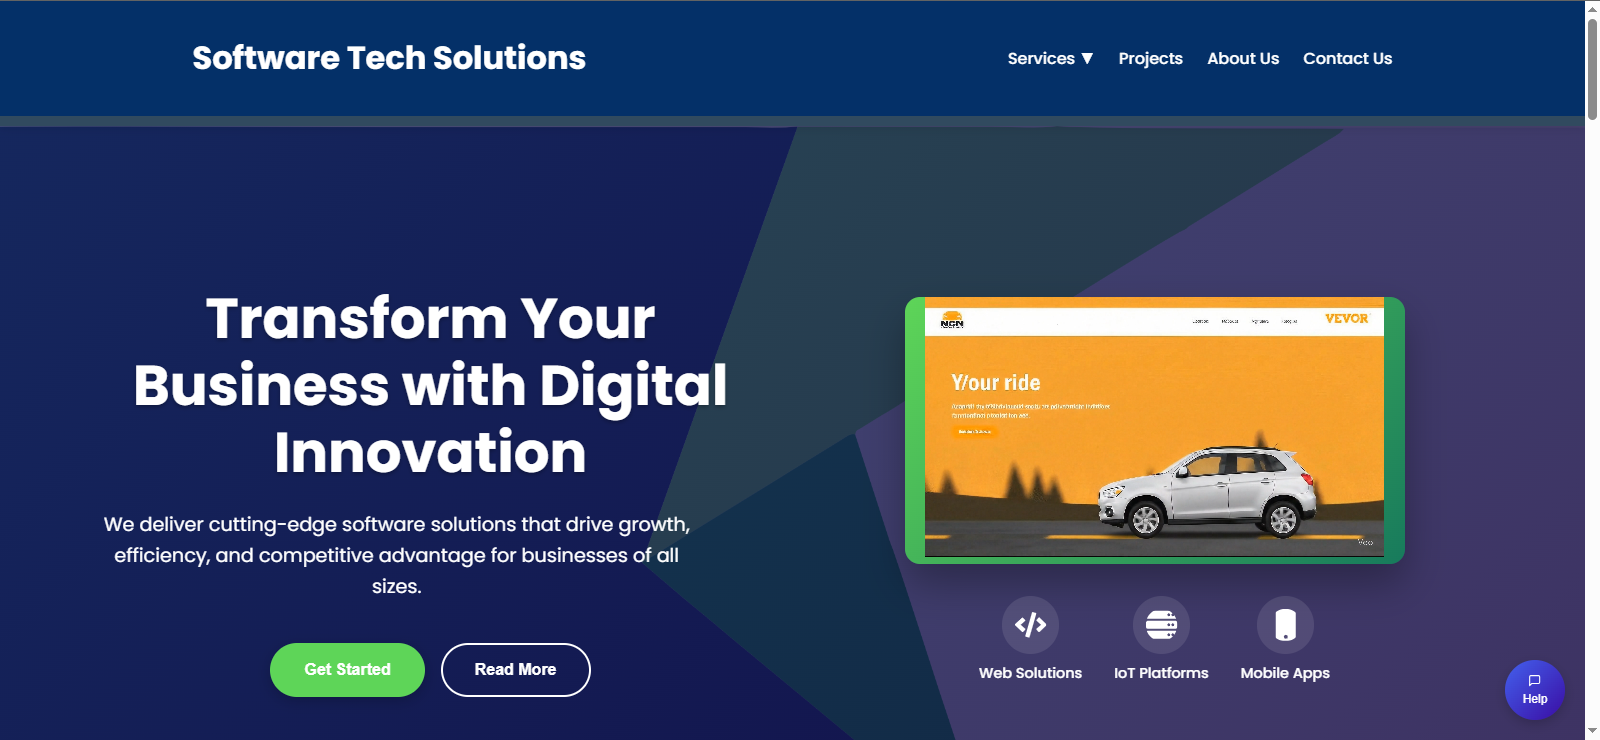 Software Tech Solutions
Services ▼ Projects About Us Contact Us
Transform Your
Business with Digital
Innovation
We deliver cutting-edge software solutions that drive growth,
efficiency, and competitive advantage for businesses of all
sizes.
Get Started Read More
NGN
VEVOR
Y/our ride
Web Solutions IoT Platforms Mobile Apps
Help